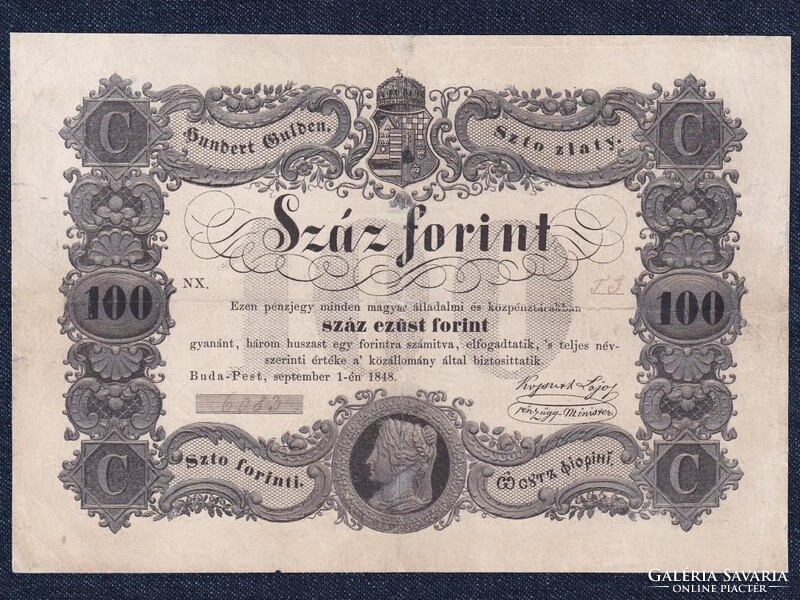 C C
Hundert Gulden. Szto zlaty.
Száz forint
NX.
100 100
Ezen pénzjegy minden magyar álladalmi és közpénztárakban
száz ezüst forint
gyanánt, három huszast egy forintra számitva, elfogadtatik, 's teljes név-
szerinti értéke a' közállomány által biztosittatik.
Buda-Pest, september 1-én 1848.
Kossuth Lajos
pénzügy Minister
6083
Szto forinti.
C C
GALÉRIA SAVARIA
ONLINE PIACTÉR